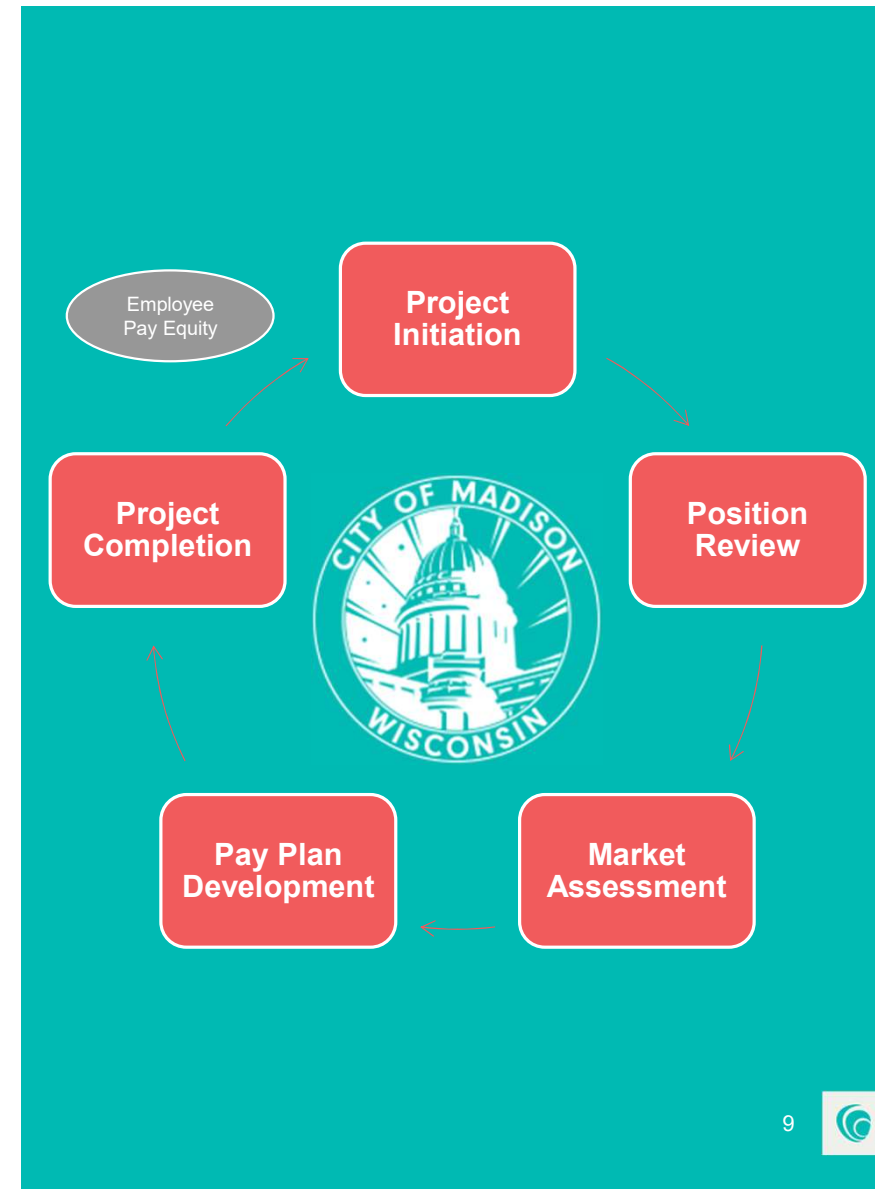 Employee
Pay Equity
Project
Initiation
Project
Completion
CITY OF MADISON
WISCONSIN
Position
Review
Pay Plan
Development
Market
Assessment
9